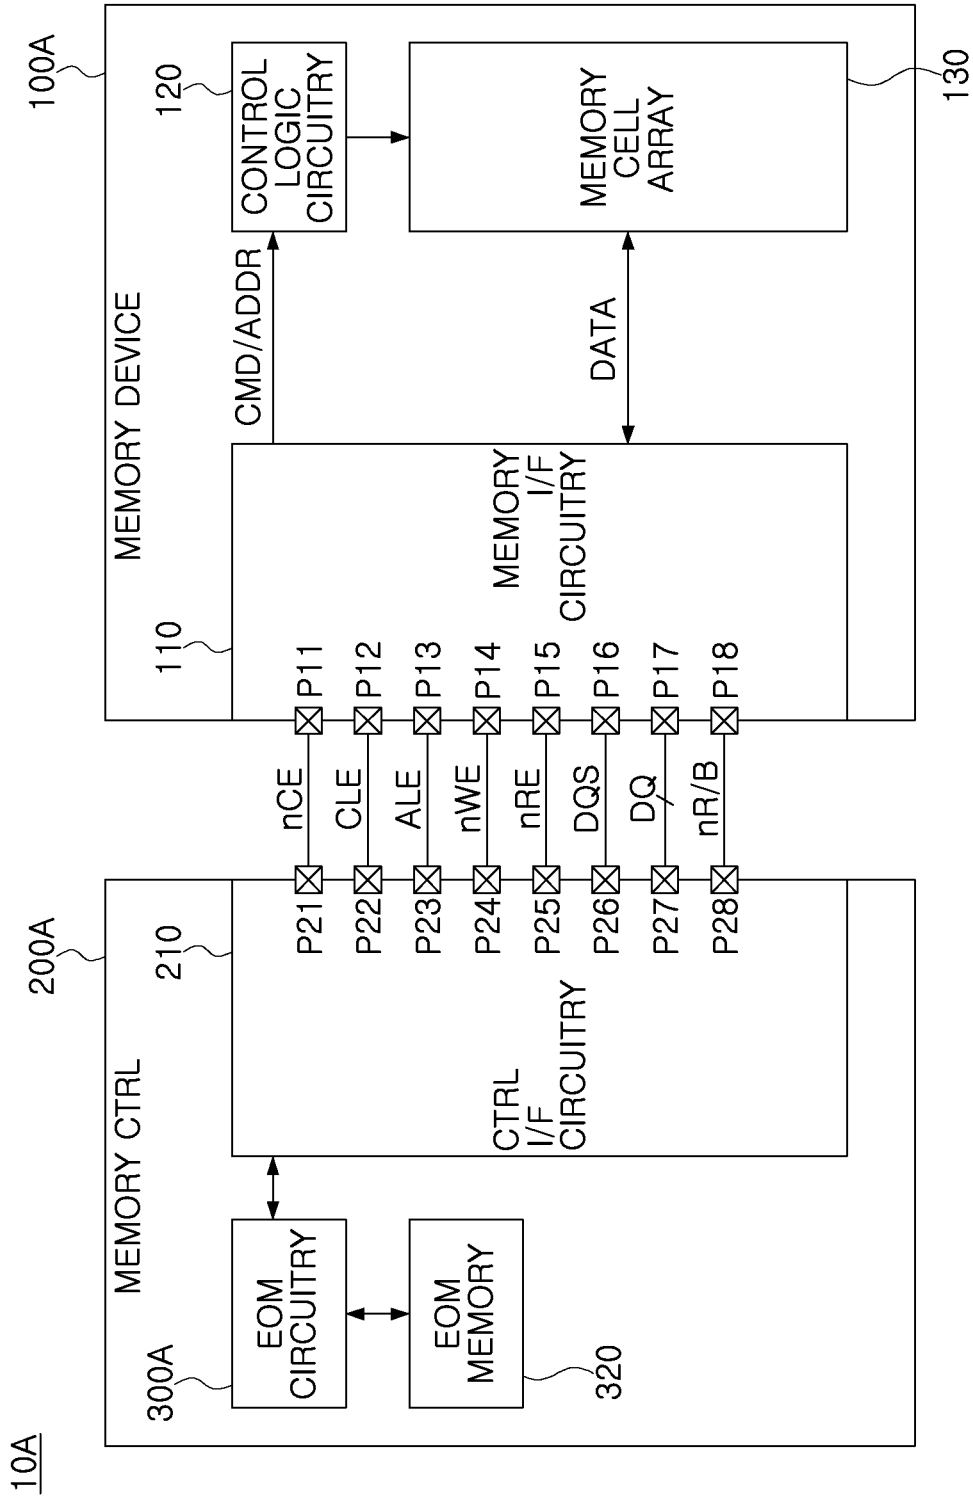 10A
200A
100A
MEMORY CTRL
MEMORY DEVICE
300A
210
110
120
EOM
CIRCUITRY
EOM
MEMORY
320
CTRL
I/F
CIRCUITRY
P21
P22
P23
P24
P25
P26
P27
P28
nCE
CLE
ALE
nWE
nRE
DQS
DQ
nR/B
P11
P12
P13
P14
P15
P16
P17
P18
MEMORY
I/F
CIRCUITRY
CMD/ADDR
DATA
CONTROL
LOGIC
CIRCUITRY
MEMORY
CELL
ARRAY
130